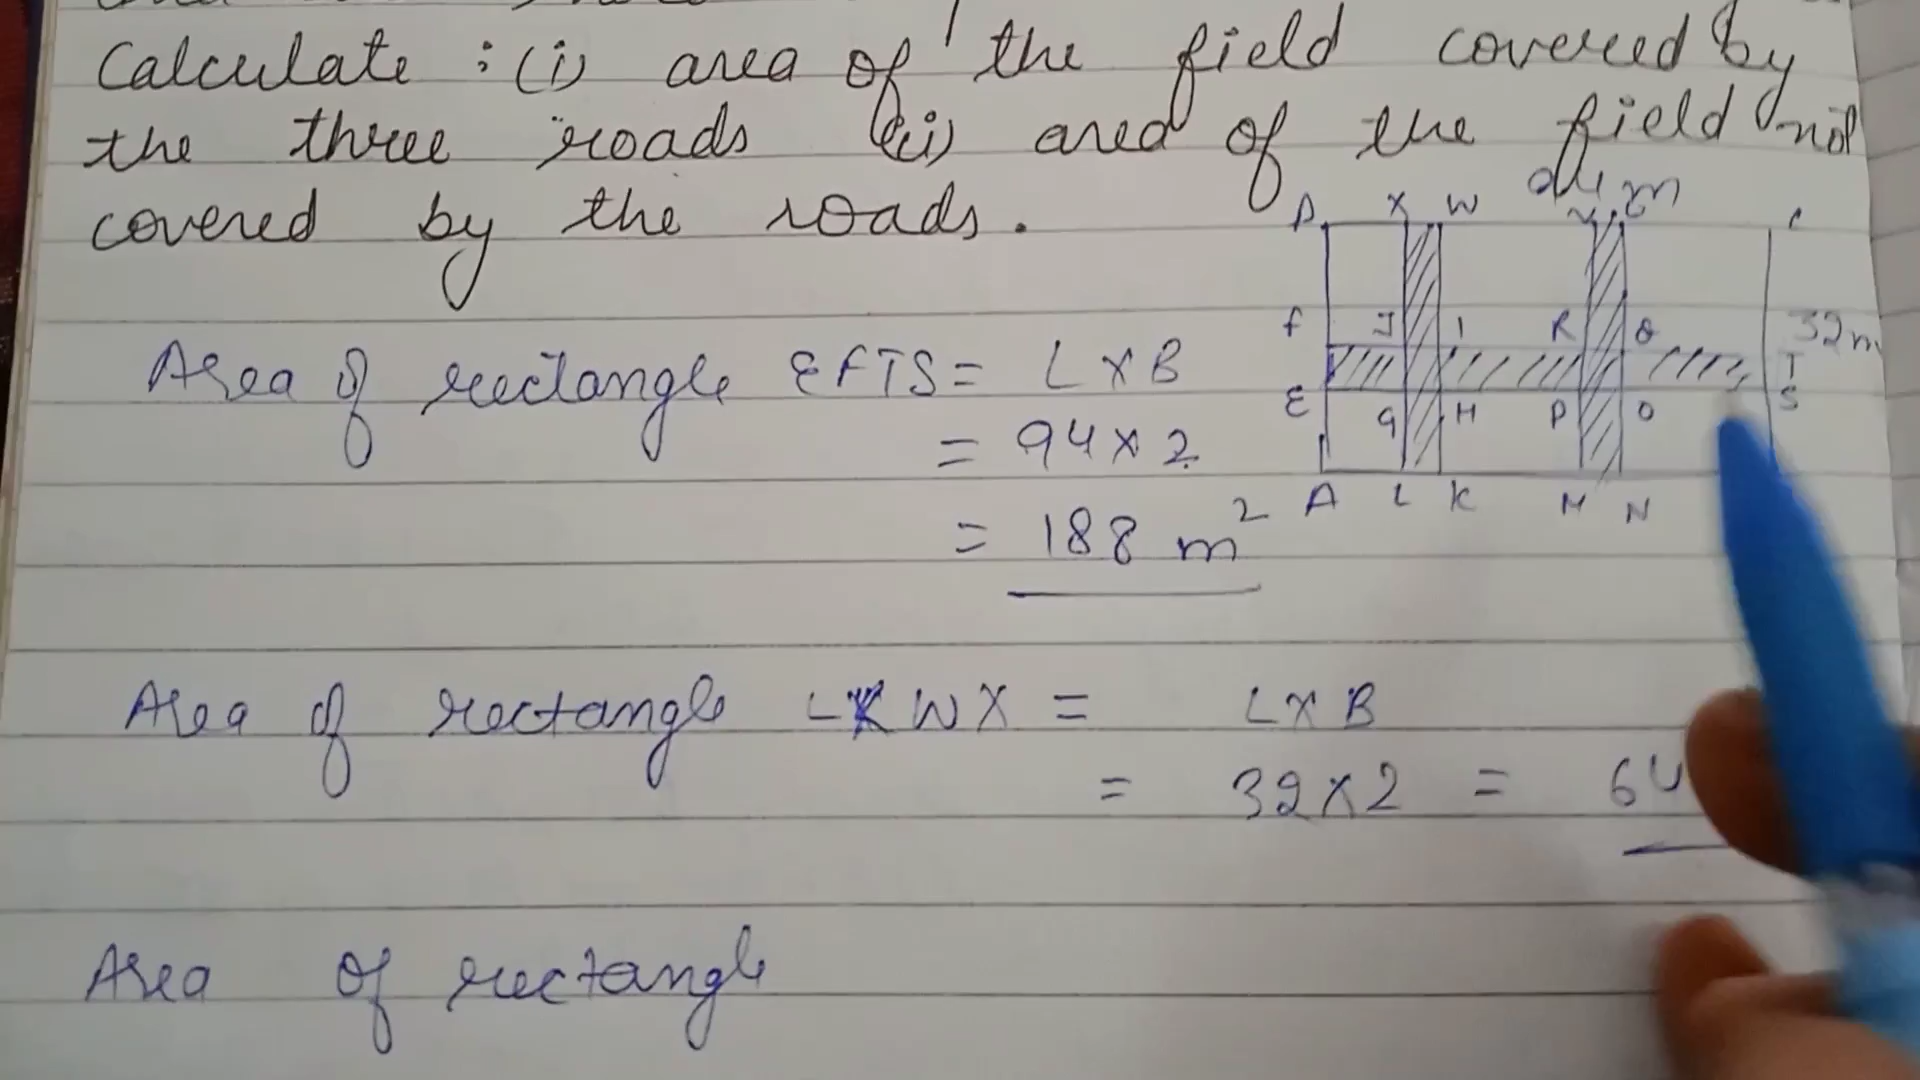 Calculate : (i) area of the field covered by
the three roads (ii) area of the field not
covered by the roads.
94 m
D X W V C
F J I R Q 32m
T
Area of rectangle EFTS = L X B
E G H P O S
= 94 x 2
= 188 m²
A L K M N
Area of rectangle LKWX = L X B
= 32 x 2 = 64
Area of rectangle